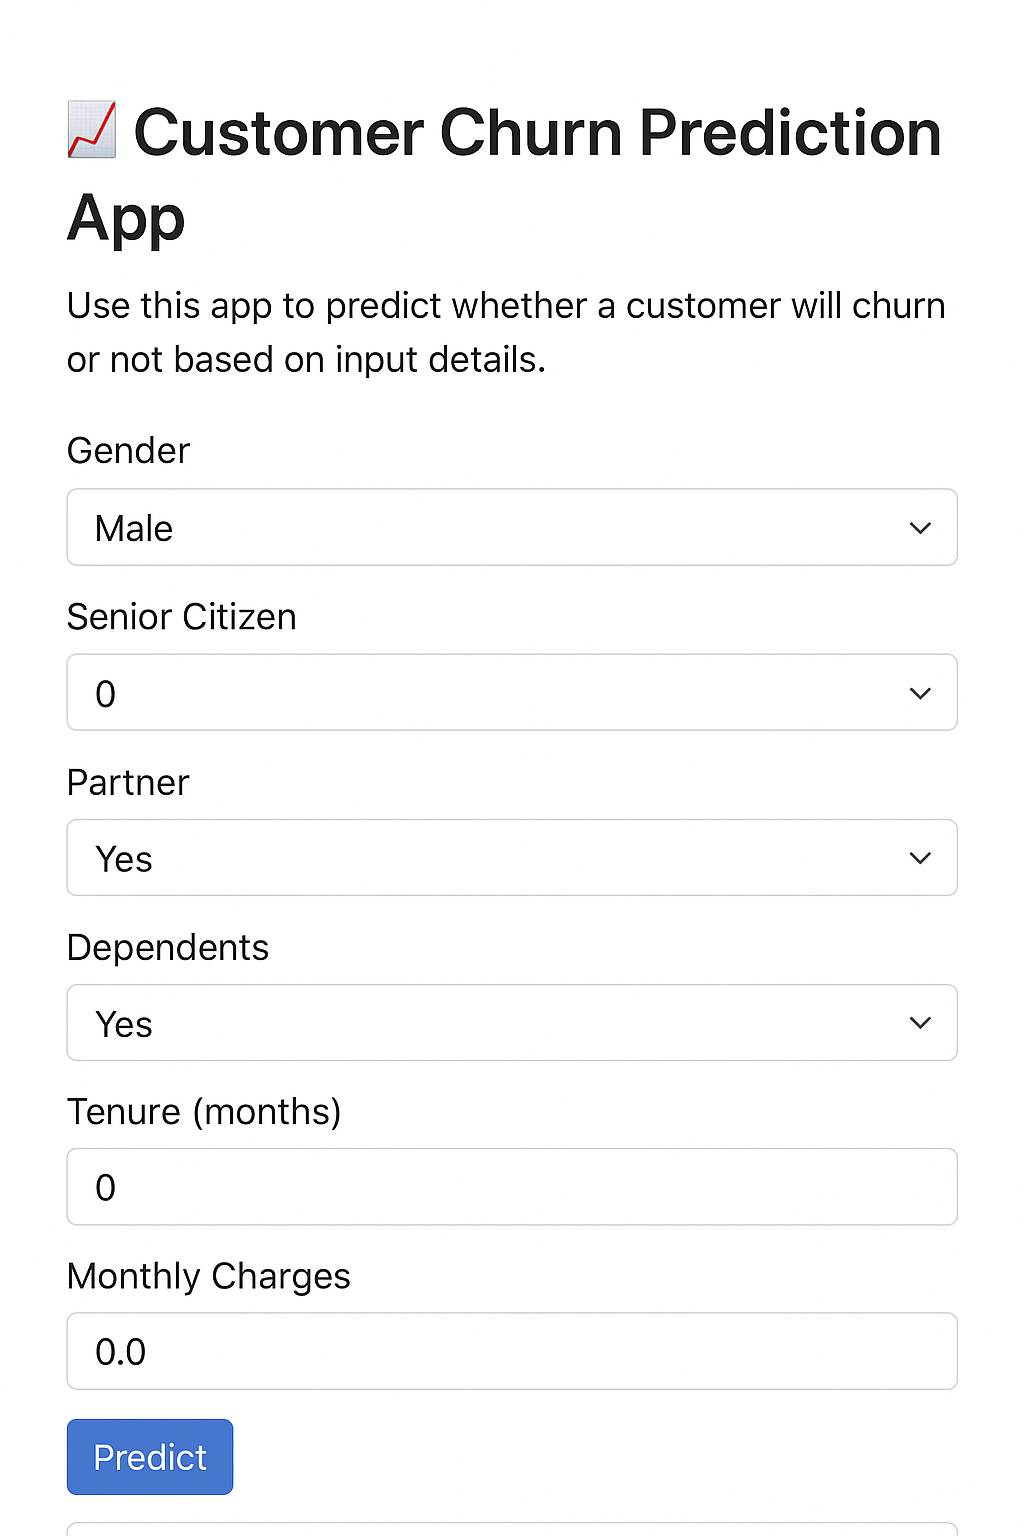 Customer Churn Prediction
App
Use this app to predict whether a customer will churn
or not based on input details.
Gender
Male
Senior Citizen
0
Partner
Yes
Dependents
Yes
Tenure (months)
0
Monthly Charges
0.0
Predict